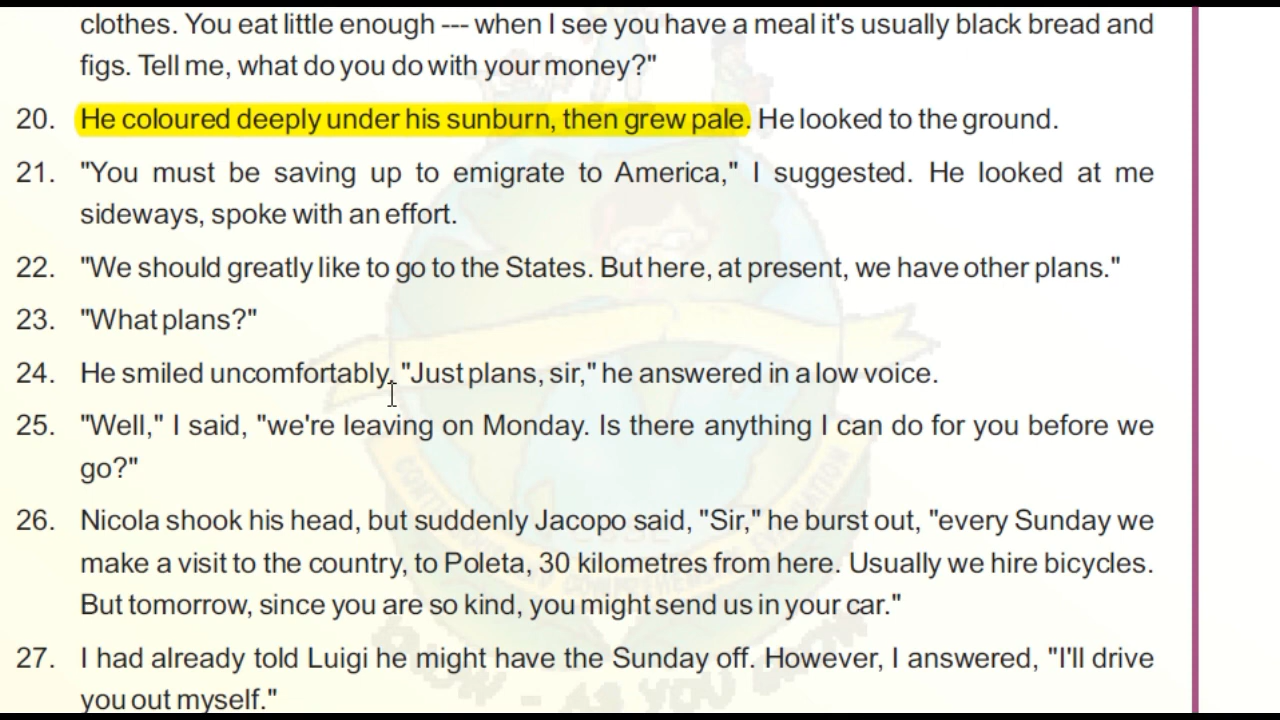 clothes. You eat little enough --- when I see you have a meal it's usually black bread and
figs. Tell me, what do you do with your money?"
20. He coloured deeply under his sunburn, then grew pale. He looked to the ground.
21. "You must be saving up to emigrate to America," I suggested. He looked at me
sideways, spoke with an effort.
22. "We should greatly like to go to the States. But here, at present, we have other plans."
23. "What plans?"
24. He smiled uncomfortably. "Just plans, sir," he answered in a low voice.
25. "Well," I said, "we're leaving on Monday. Is there anything I can do for you before we
go?"
26. Nicola shook his head, but suddenly Jacopo said, "Sir," he burst out, "every Sunday we
make a visit to the country, to Poleta, 30 kilometres from here. Usually we hire bicycles.
But tomorrow, since you are so kind, you might send us in your car."
27. I had already told Luigi he might have the Sunday off. However, I answered, "I'll drive
you out myself."